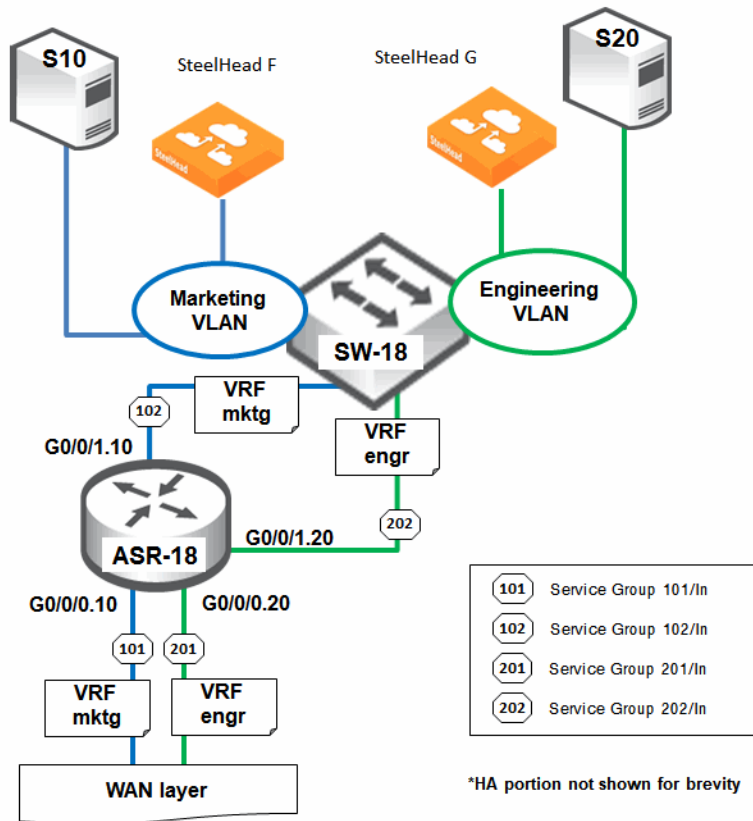 S10
SteelHead F
SteelHead G
S20
SteelHead
SteelHead
Marketing
VLAN
Engineering
VLAN
SW-18
VRF
mktg
102
VRF
engr
G0/0/1.10
202
G0/0/1.20
ASR-18
G0/0/0.10
G0/0/0.20
101
201
VRF
mktg
VRF
engr
WAN layer
101 Service Group 101/In
102 Service Group 102/In
201 Service Group 201/In
202 Service Group 202/In
*HA portion not shown for brevity